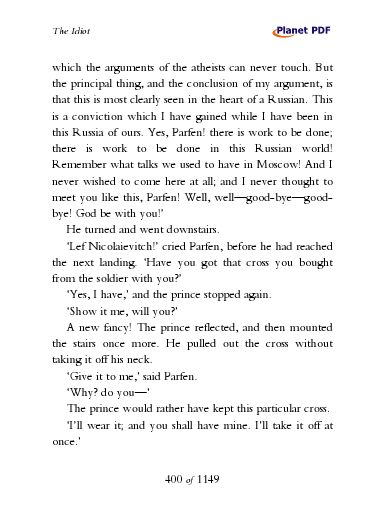 The Idiot
Planet PDF
which the arguments of the atheists can never touch. But
the principal thing, and the conclusion of my argument, is
that this is most clearly seen in the heart of a Russian. This
is a conviction which I have gained while I have been in
this Russia of ours. Yes, Parfen! there is work to be done;
there is work to be done in this Russian world!
Remember what talks we used to have in Moscow! And I
never wished to come here at all; and I never thought to
meet you like this, Parfen! Well, well—good-bye—good-
bye! God be with you!’
He turned and went downstairs.
‘Lef Nicolaievitch!’ cried Parfen, before he had reached
the next landing. ‘Have you got that cross you bought
from the soldier with you?’
‘Yes, I have,’ and the prince stopped again.
‘Show it me, will you?’
A new fancy! The prince reflected, and then mounted
the stairs once more. He pulled out the cross without
taking it off his neck.
‘Give it to me,’ said Parfen.
‘Why? do you—‘
The prince would rather have kept this particular cross.
‘I’ll wear it; and you shall have mine. I’ll take it off at
once.’
400 of 1149